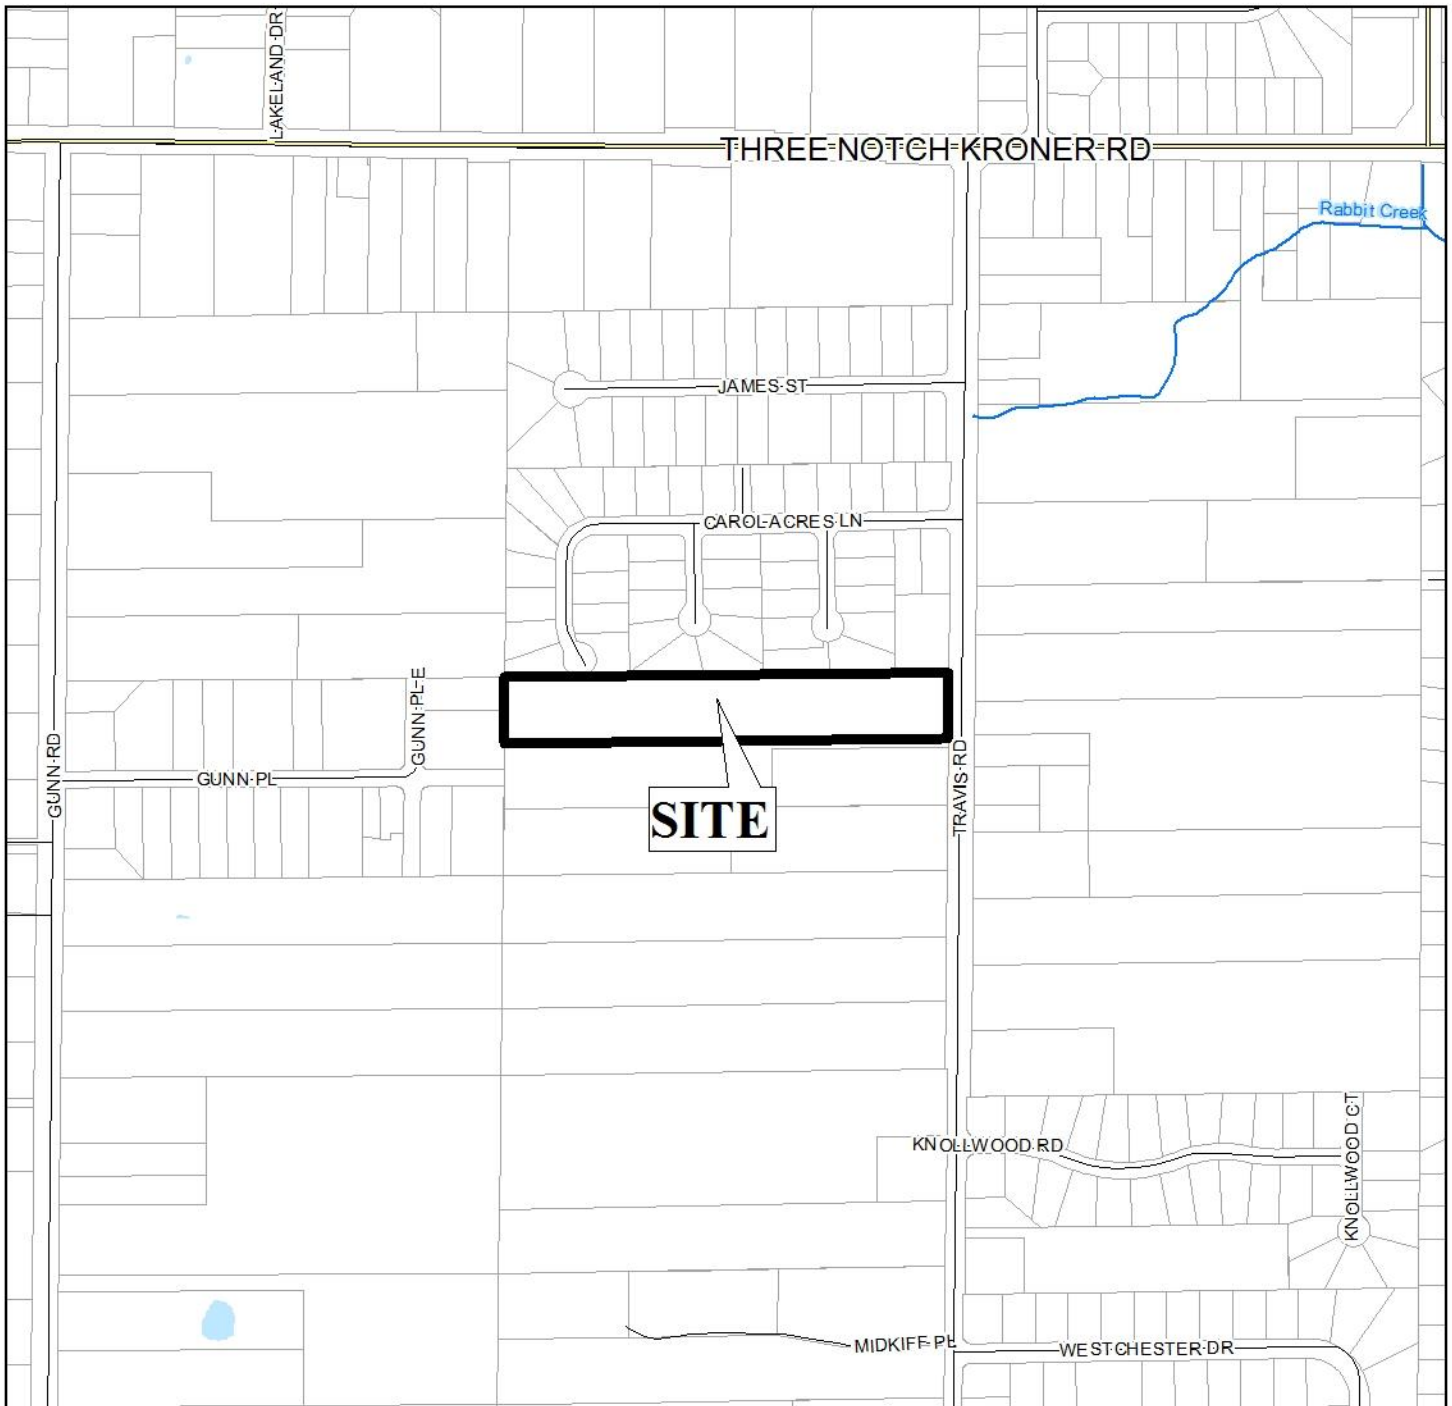 LAKELAND DR
THREE NOTCH KRONER RD
Rabbit Creek
JAMES ST
CAROL ACRES LN
GUNN PL E
GUNN RD
GUNN PL
SITE
TRAVIS RD
KNOLLWOOD RD
KNOLLWOOD CT
MIDKIFF PL
WESTCHESTER DR